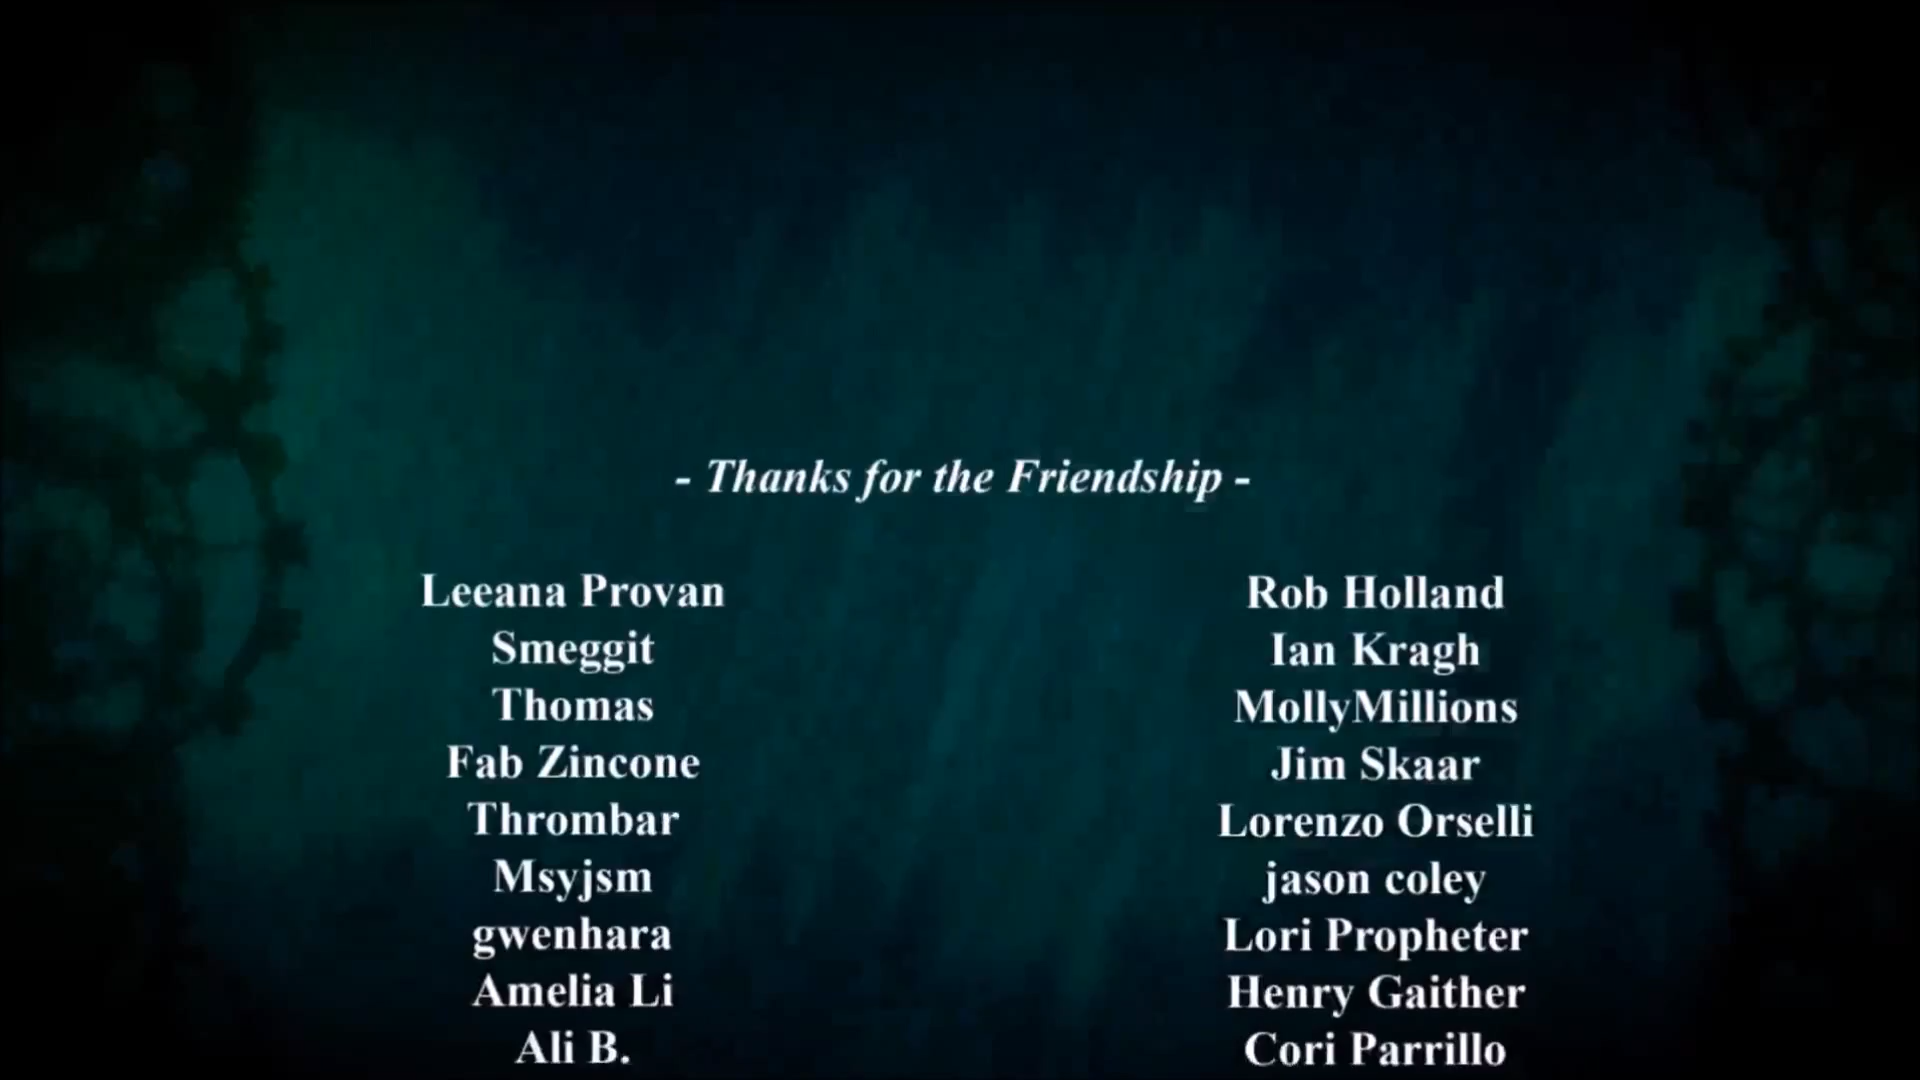 - Thanks for the Friendship -
Leeana Provan
Smeggit
Thomas
Fab Zincone
Thrombar
Msyjsm
gwenhara
Amelia Li
Ali B.
Rob Holland
Ian Kragh
MollyMillions
Jim Skaar
Lorenzo Orselli
jason coley
Lori Propheter
Henry Gaither
Cori Parrillo